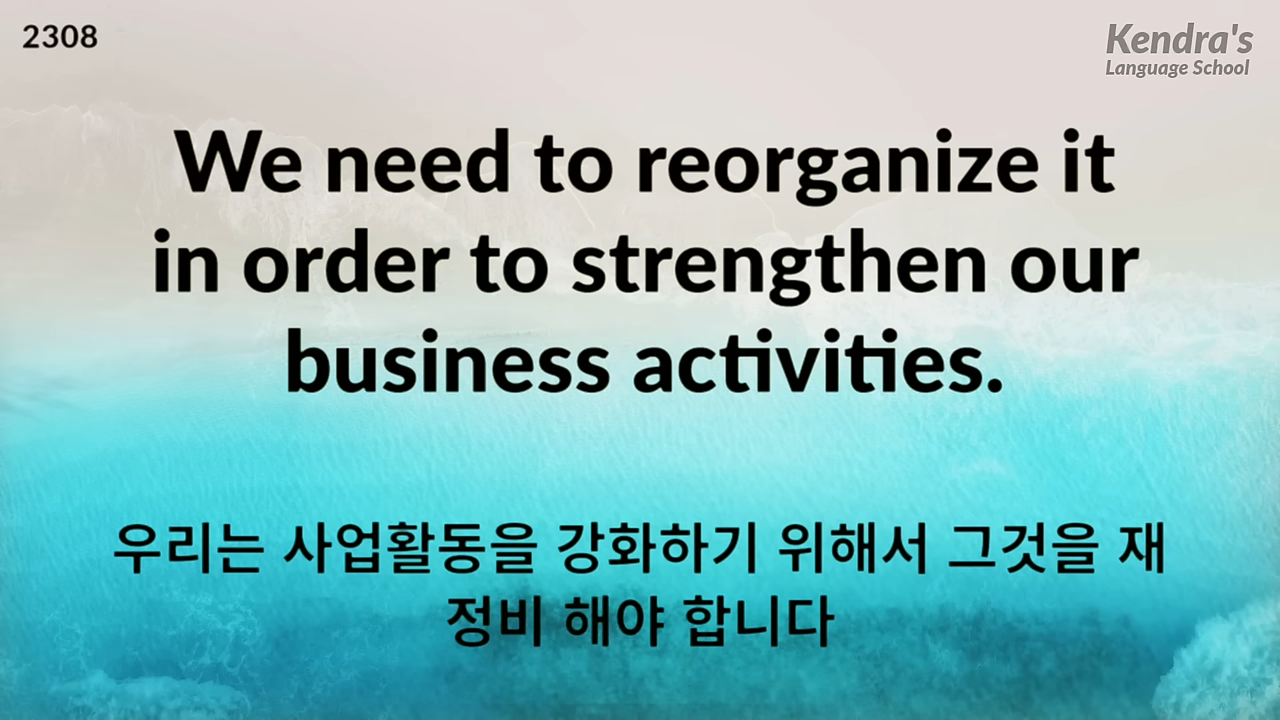 2308
Kendra's
Language School
We need to reorganize it
in order to strengthen our
business activities.
우리는 사업활동을 강화하기 위해서 그것을 재
정비 해야 합니다